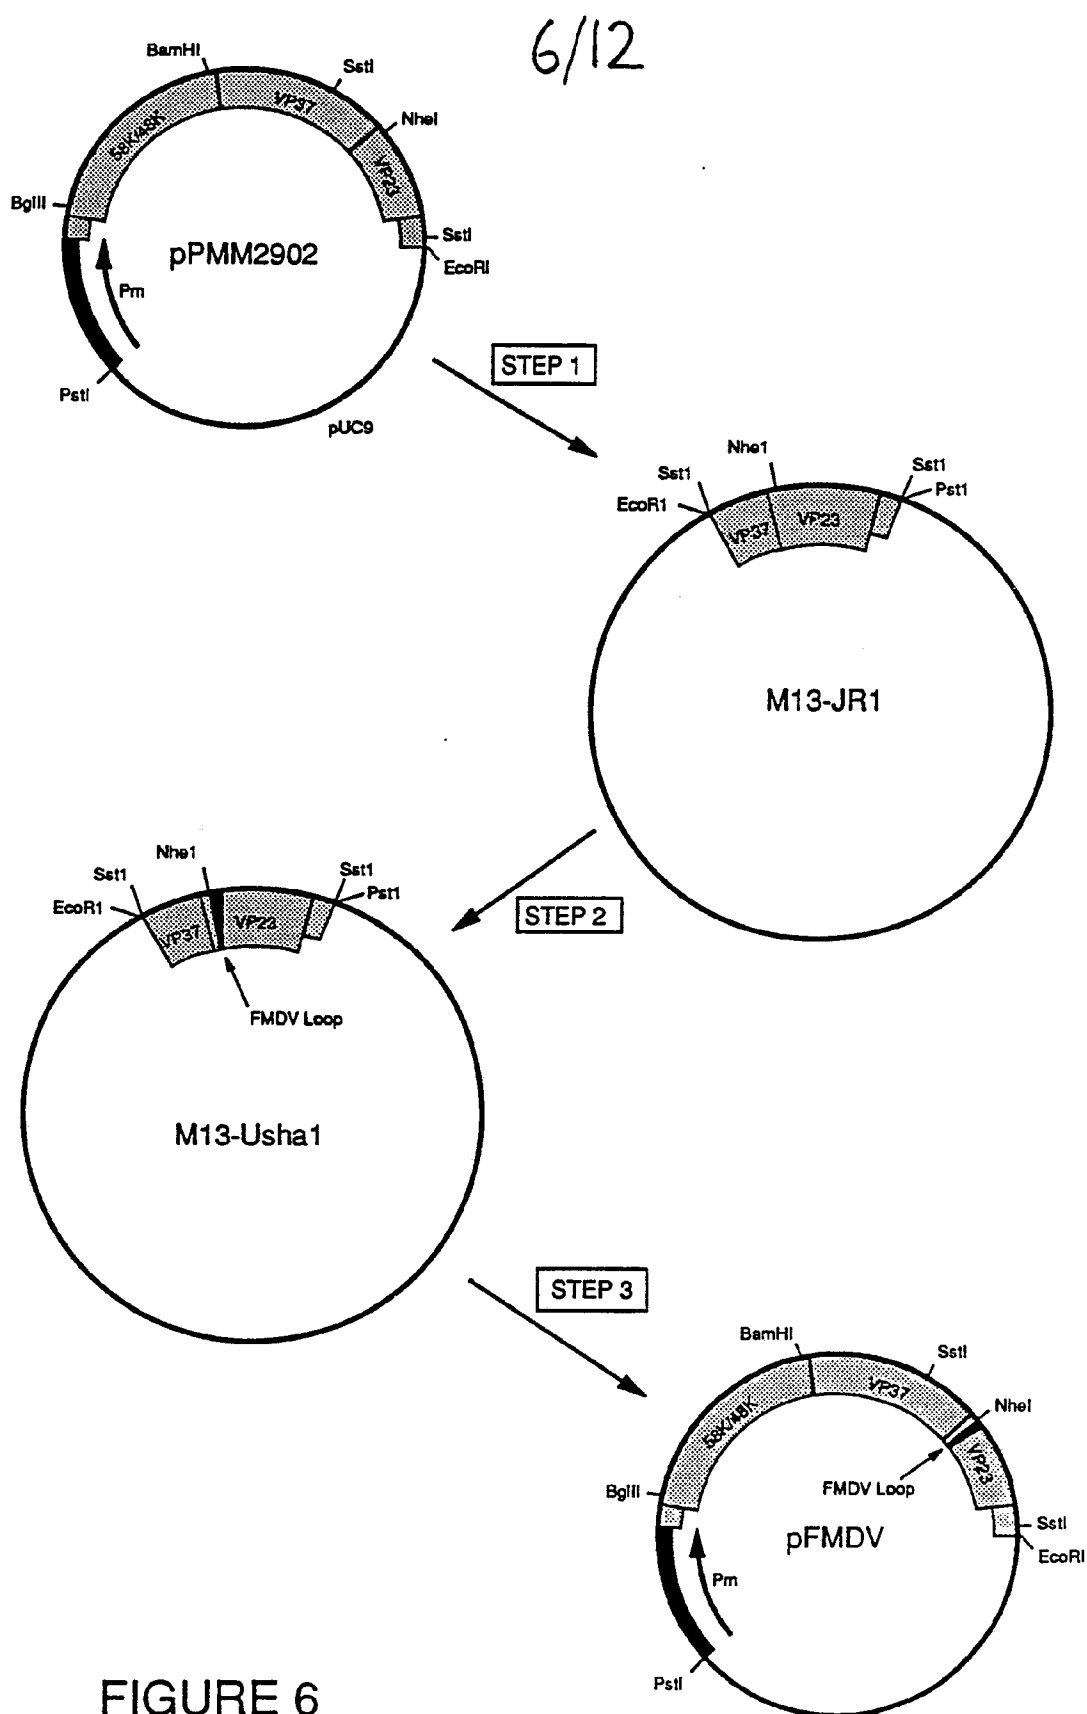 6/12
BamHI
SstI
VP37
NheI
58K/48K
VP23
BglII
SstI
EcoRI
pPMM2902
Pm
PstI
pUC9
STEP 1
Nhe1
Sst1
Sst1
EcoR1
Pst1
VP37
VP23
M13-JR1
STEP 2
Nhe1
Sst1
Sst1
EcoR1
Pst1
VP37
VP23
FMDV Loop
M13-Usha1
STEP 3
BamHI
SstI
VP37
NheI
58K/48K
VP23
FMDV Loop
BglII
SstI
EcoRI
pFMDV
Pm
PstI
FIGURE 6